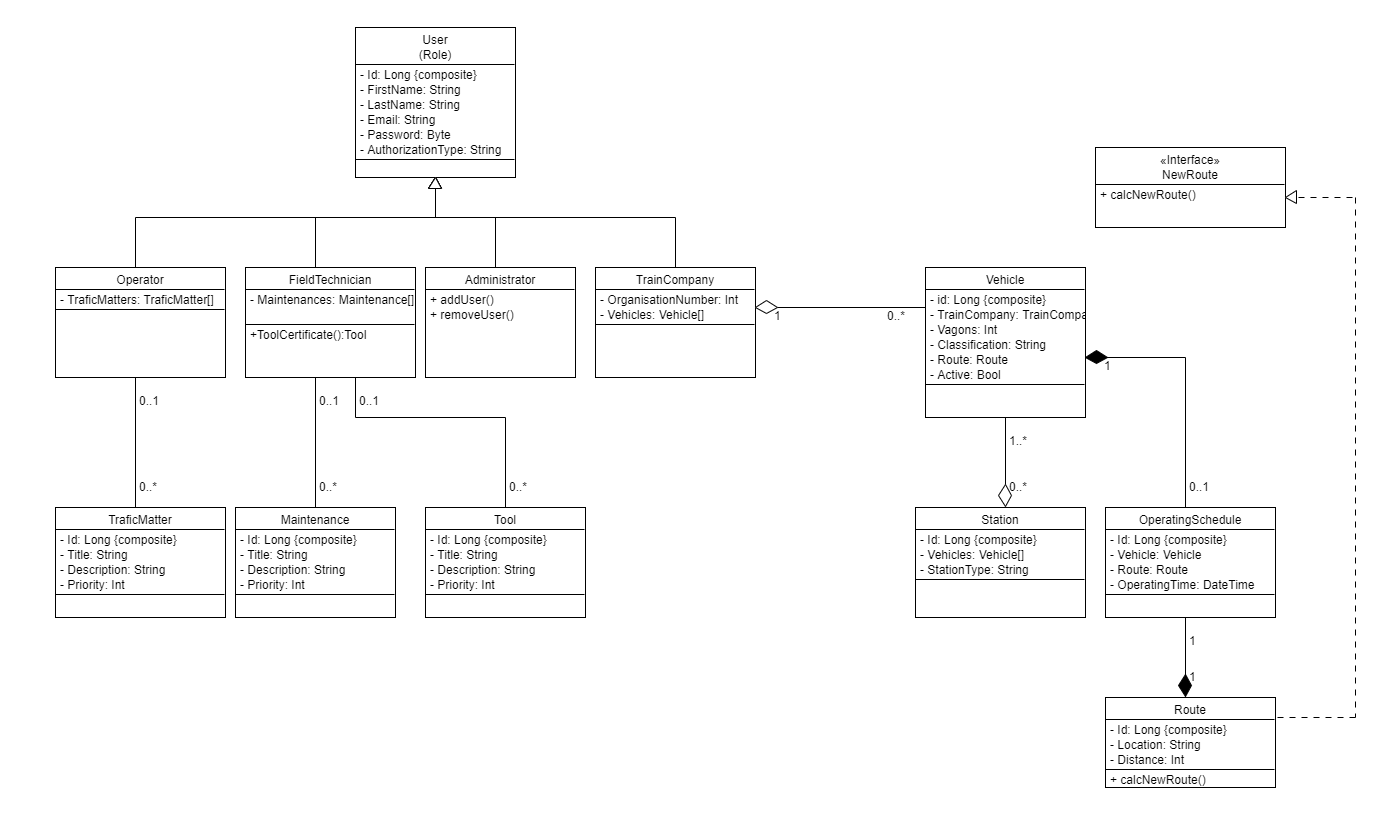 User
(Role)
- Id: Long {composite}
- FirstName: String
- LastName: String
- Email: String
- Password: Byte
- AuthorizationType: String
«Interface»
NewRoute
+ calcNewRoute()
Operator
- TraficMatters: TraficMatter[]
FieldTechnician
- Maintenances: Maintenance[]
+ToolCertificate():Tool
Administrator
+ addUser()
+ removeUser()
TrainCompany
- OrganisationNumber: Int
- Vehicles: Vehicle[]
1
0..*
Vehicle
- id: Long {composite}
- TrainCompany: TrainCompa
- Vagons: Int
- Classification: String
- Route: Route
- Active: Bool
1
0..1
0..1
0..1
1..*
0..*
0..*
0..*
0..*
0..1
TraficMatter
- Id: Long {composite}
- Title: String
- Description: String
- Priority: Int
Maintenance
- Id: Long {composite}
- Title: String
- Description: String
- Priority: Int
Tool
- Id: Long {composite}
- Title: String
- Description: String
- Priority: Int
Station
- Id: Long {composite}
- Vehicles: Vehicle[]
- StationType: String
OperatingSchedule
- Id: Long {composite}
- Vehicle: Vehicle
- Route: Route
- OperatingTime: DateTime
1
1
Route
- Id: Long {composite}
- Location: String
- Distance: Int
+ calcNewRoute()